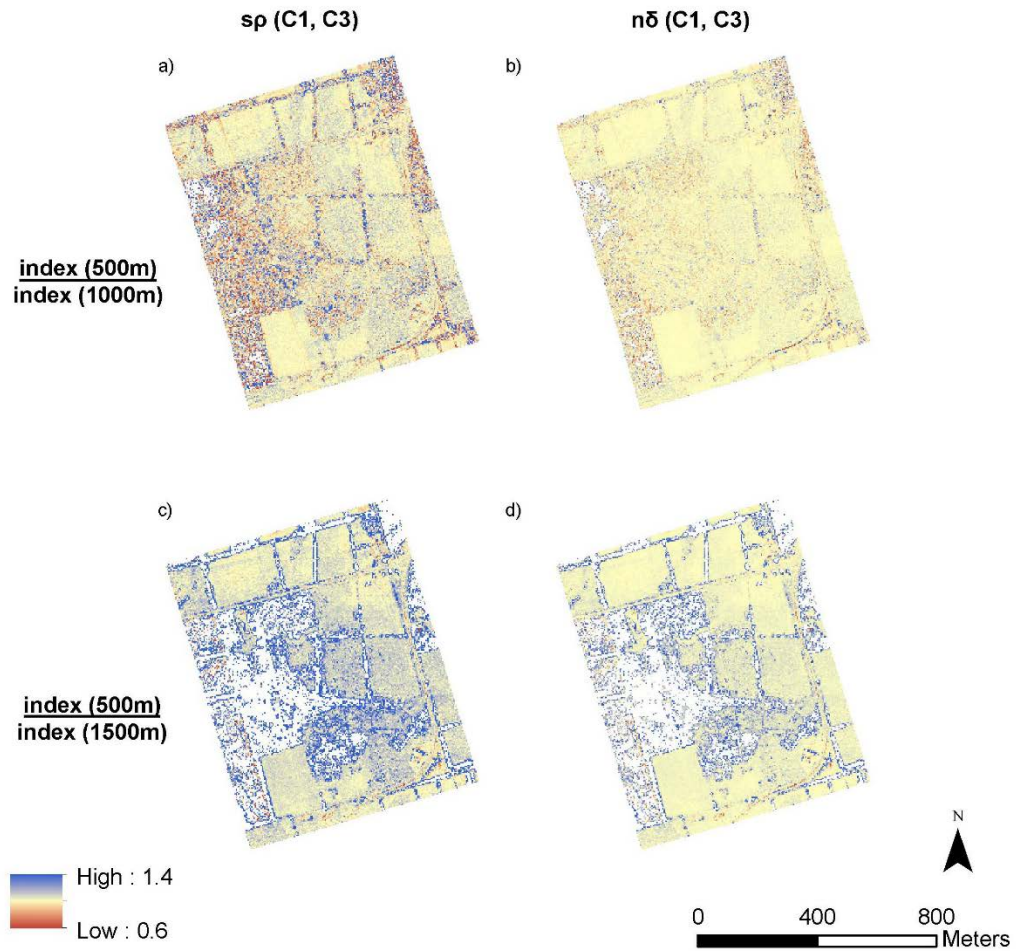 sρ (C1, C3)
nδ (C1, C3)
a)
b)
index (500m)
index (1000m)
c)
d)
index (500m)
index (1500m)
High : 1.4
Low : 0.6
N
0 400 800
Meters